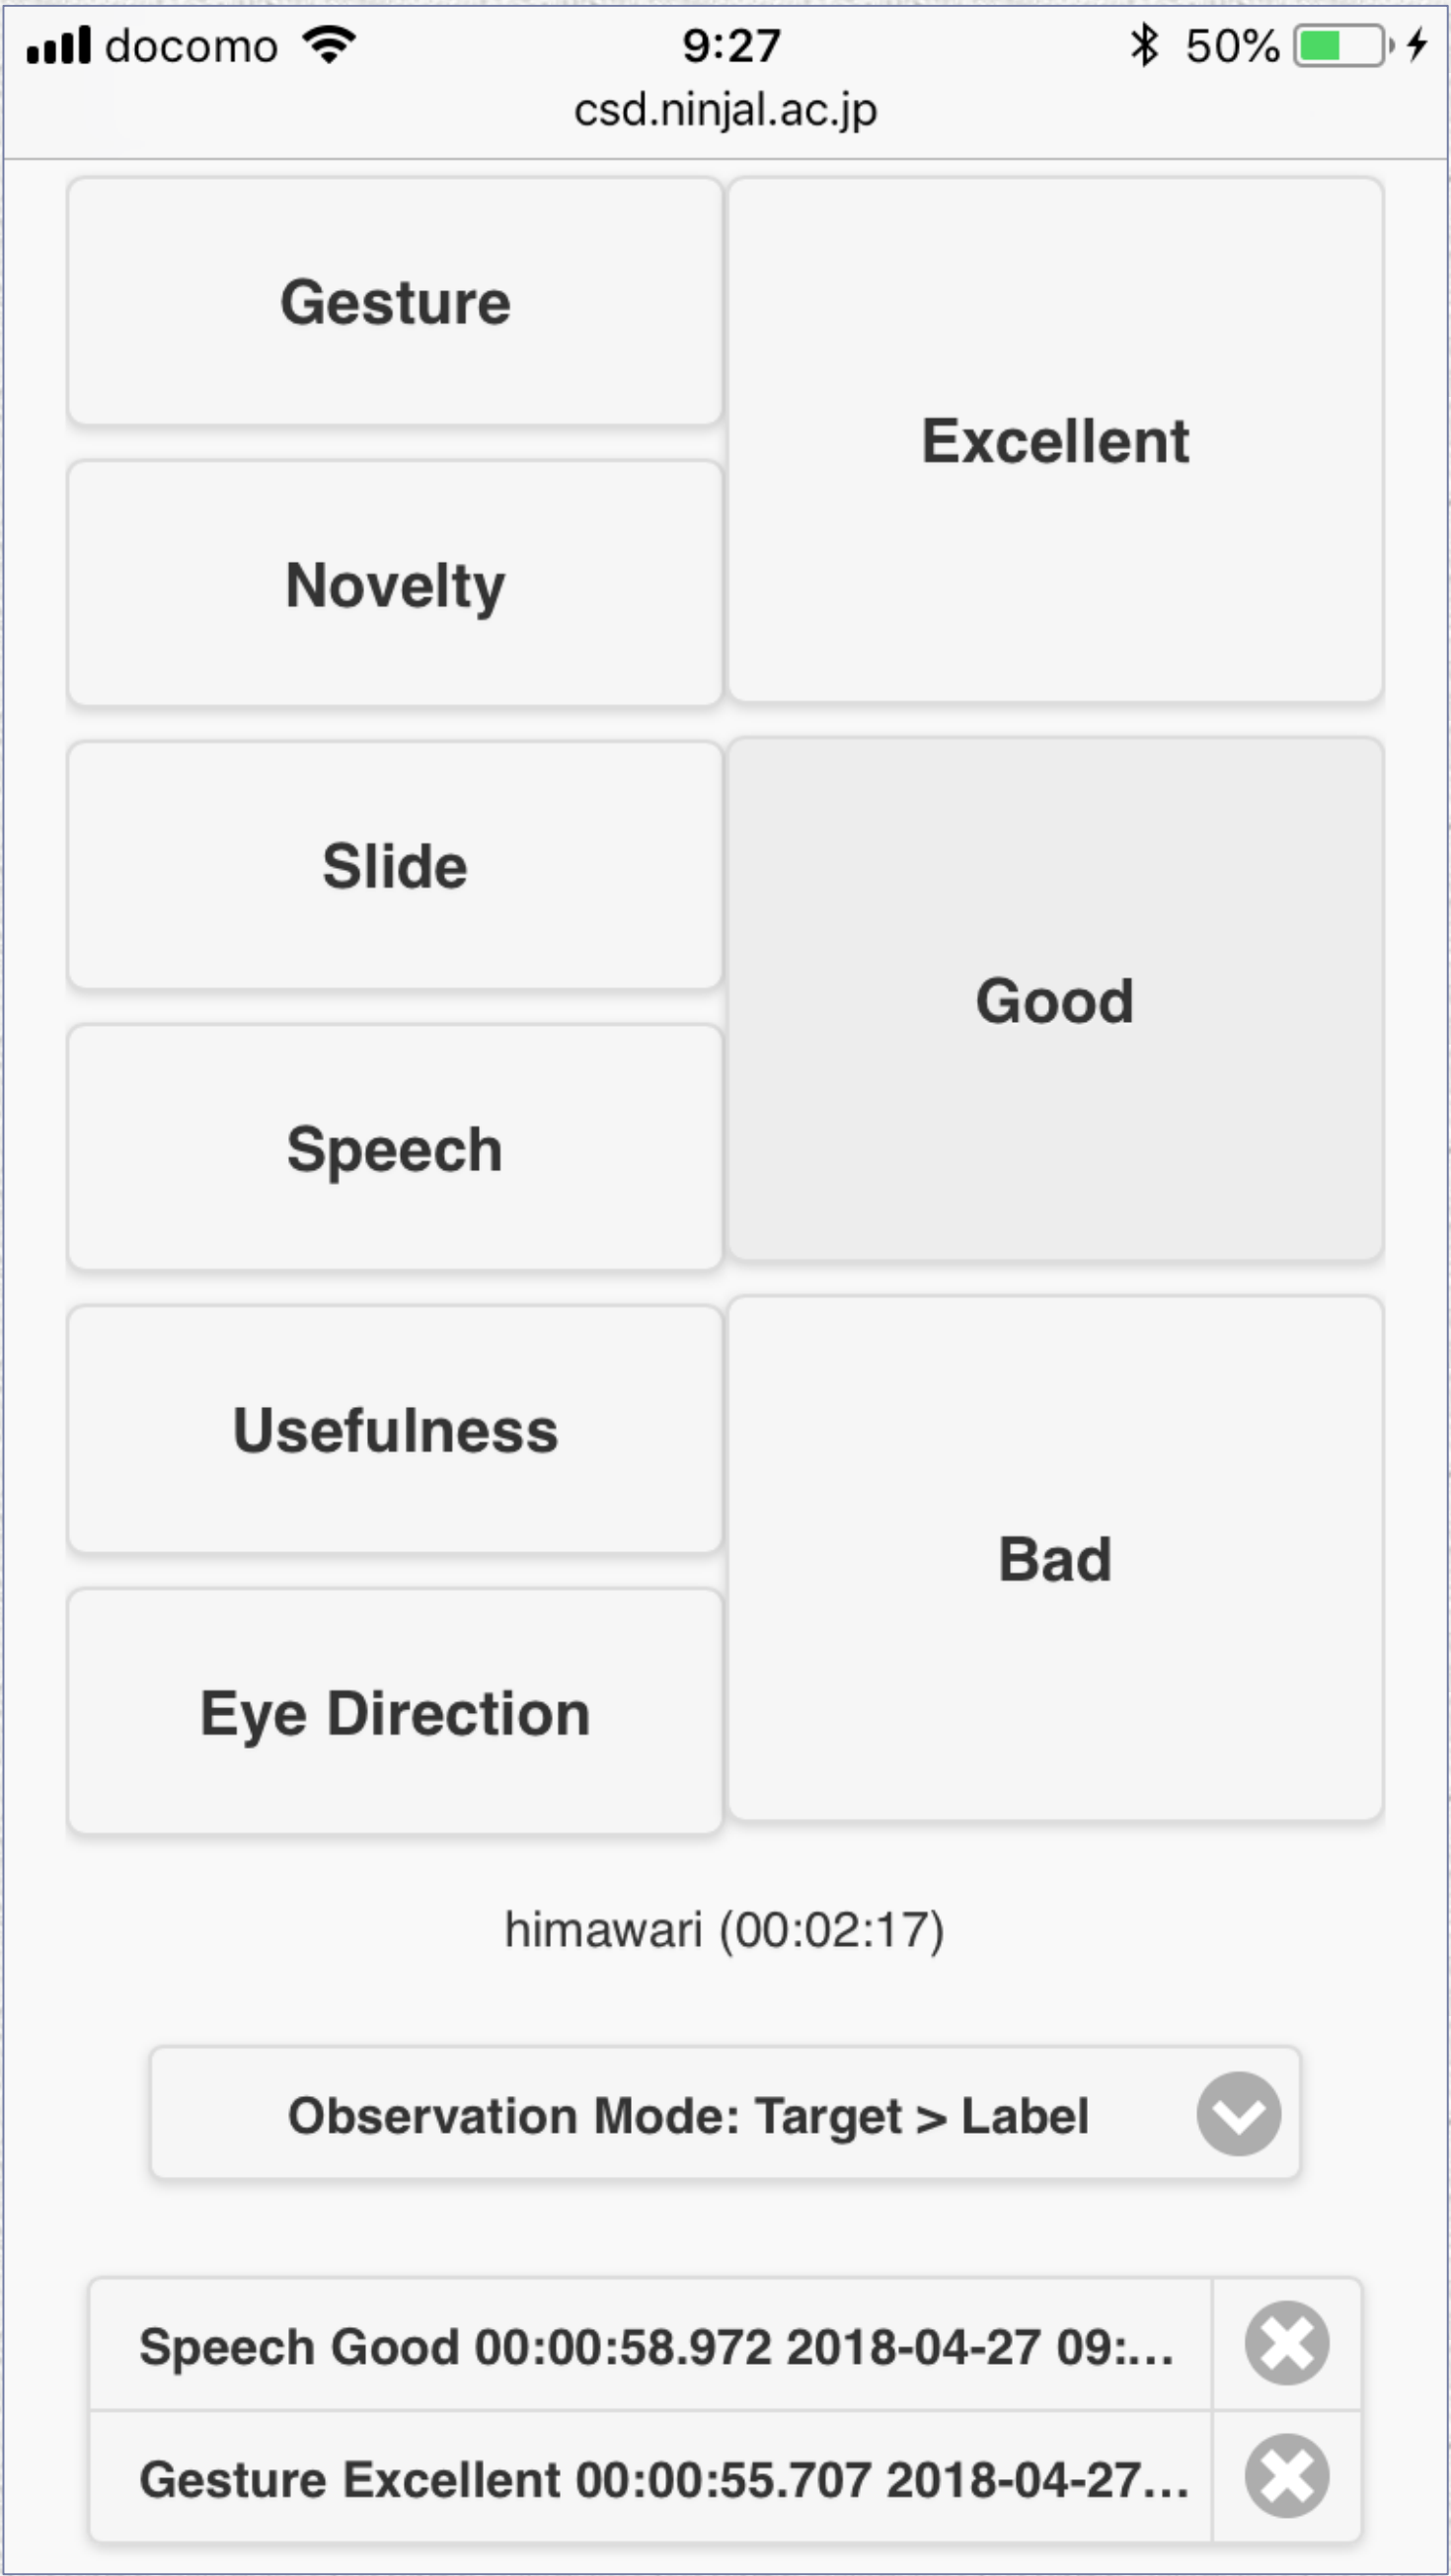 docomo 9:27 50%
csd.ninjal.ac.jp
Gesture
Novelty
Slide
Speech
Usefulness
Eye Direction
Excellent
Good
Bad
himawari (00:02:17)
Observation Mode: Target > Label
Speech Good 00:00:58.972 2018-04-27 09:...
Gesture Excellent 00:00:55.707 2018-04-27...